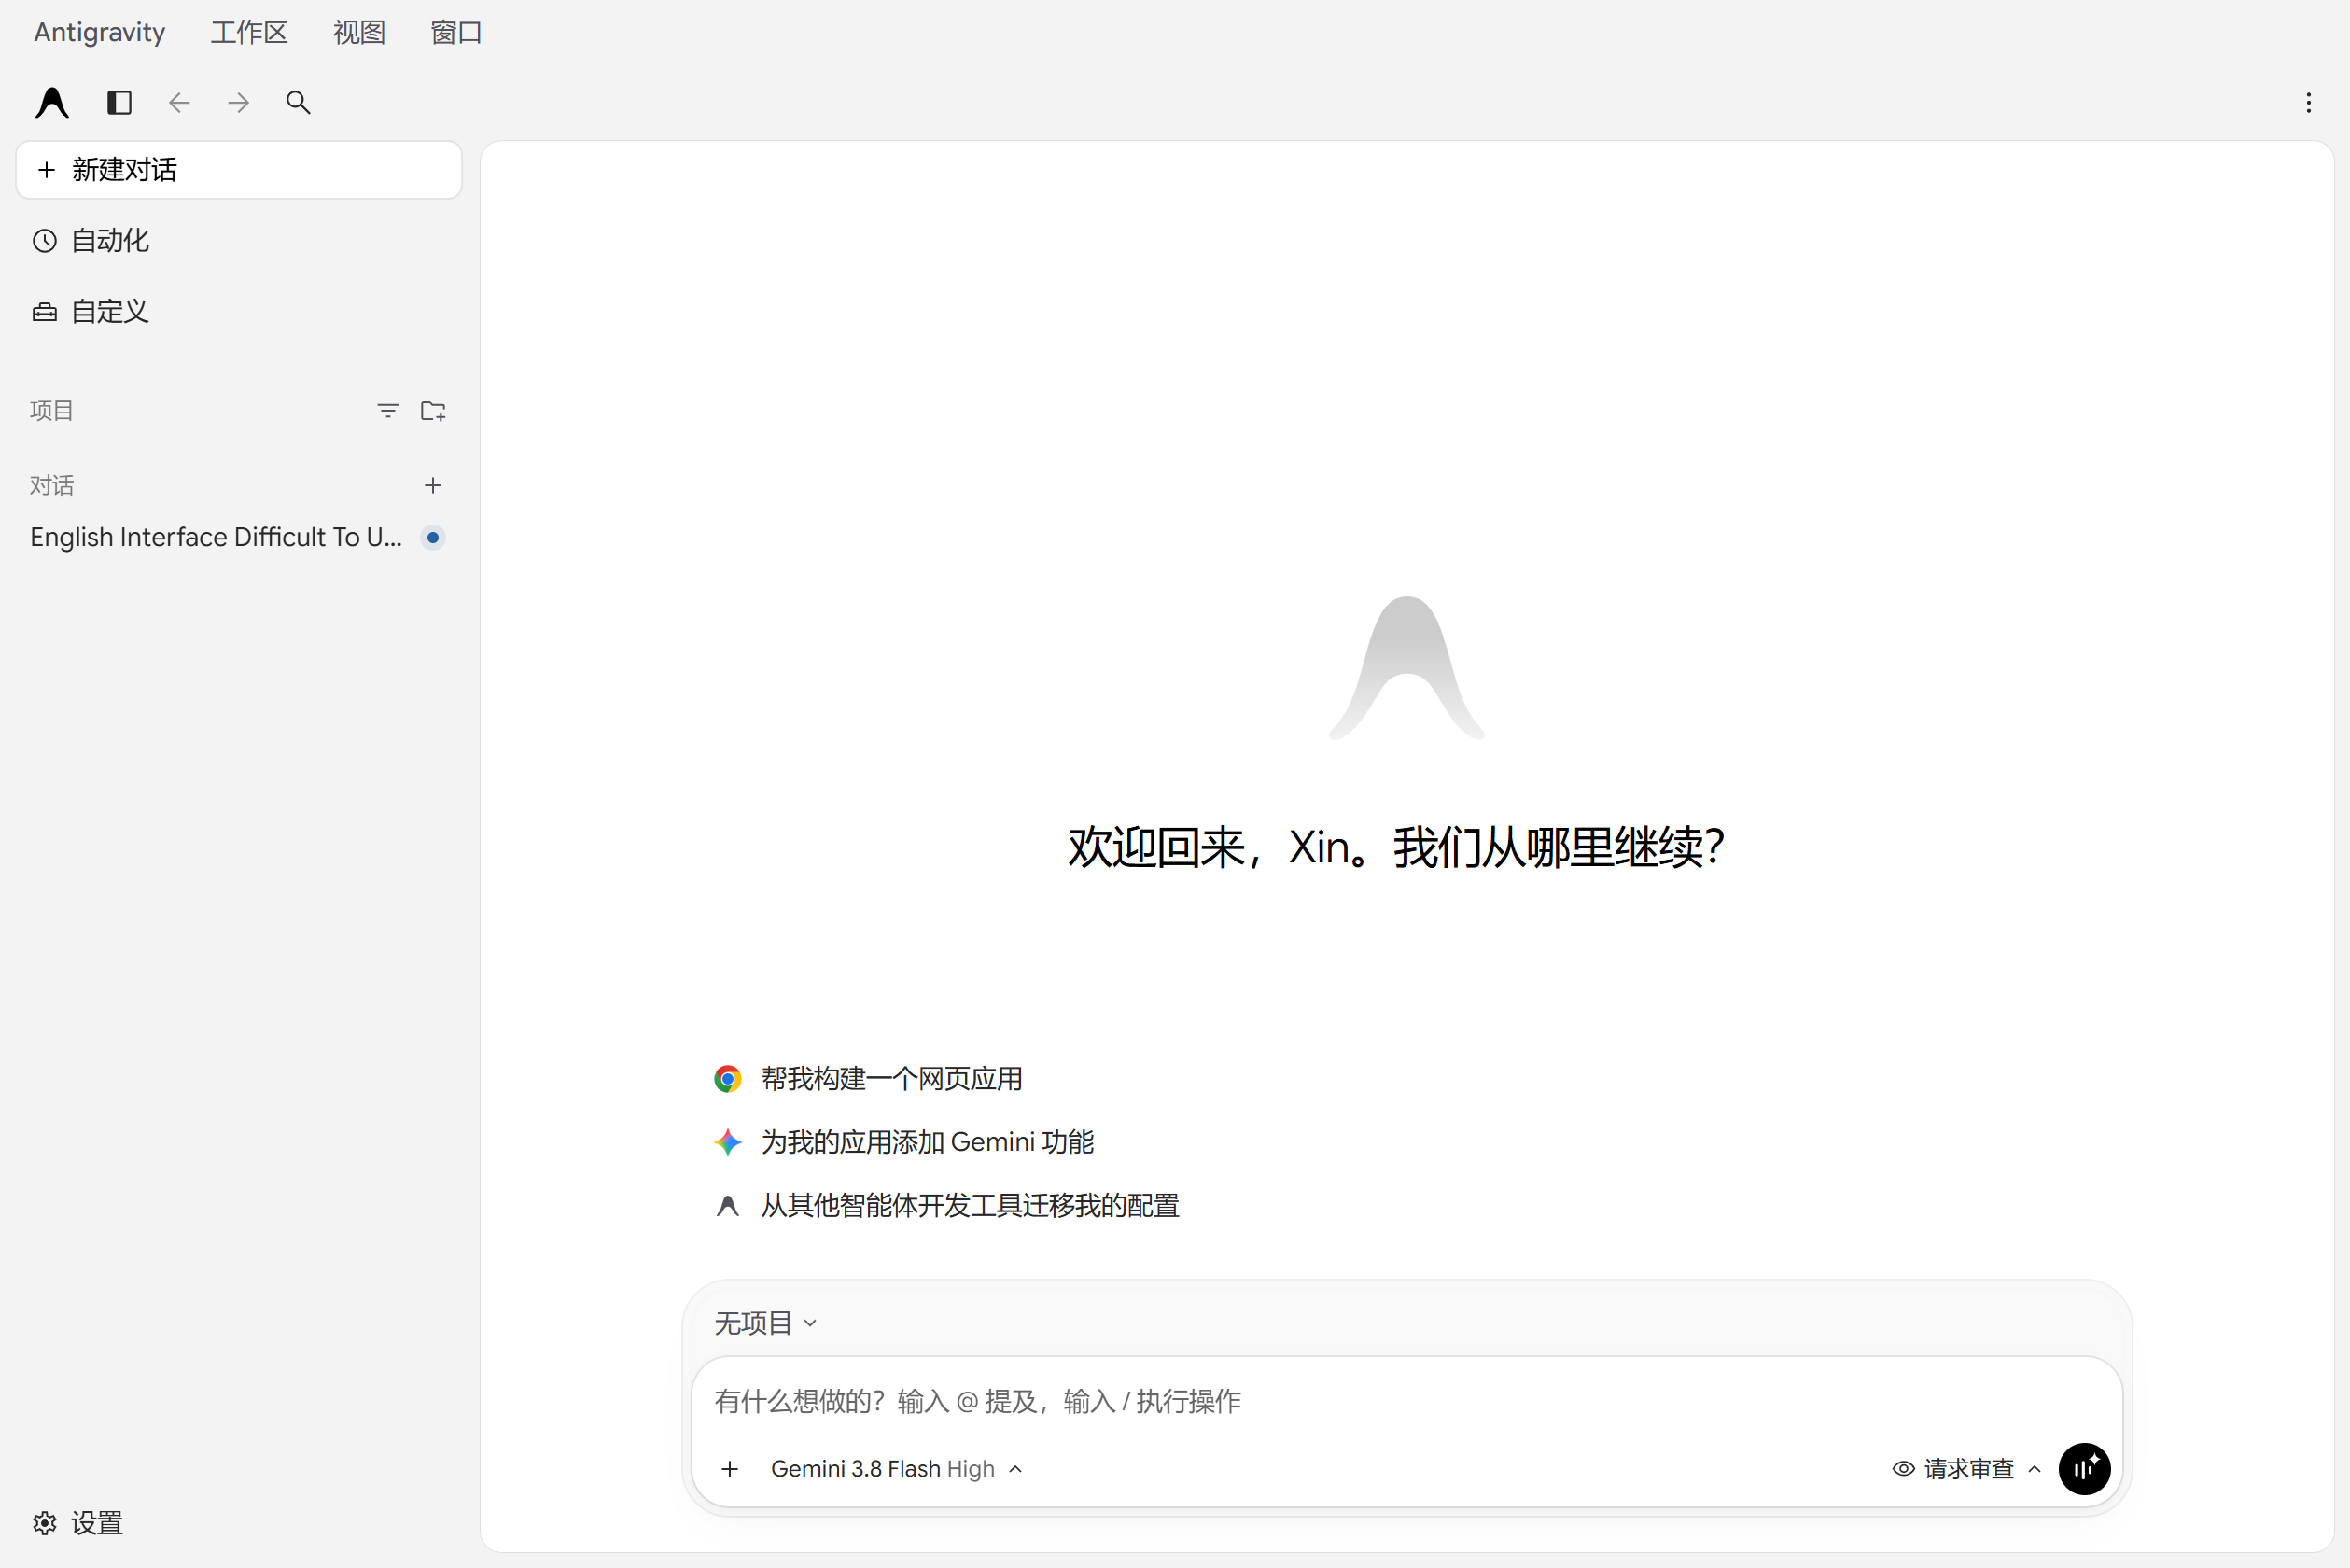 Antigravity 工作区 视图 窗口
新建对话
自动化
自定义
项目
对话
English Interface Difficult To U...
欢迎回来，Xin。我们从哪里继续？
帮我构建一个网页应用
为我的应用添加 Gemini 功能
从其他智能体开发工具迁移我的配置
无项目
有什么想做的？输入 @ 提及，输入 / 执行操作
Gemini 3.8 Flash High 请求审查
设置